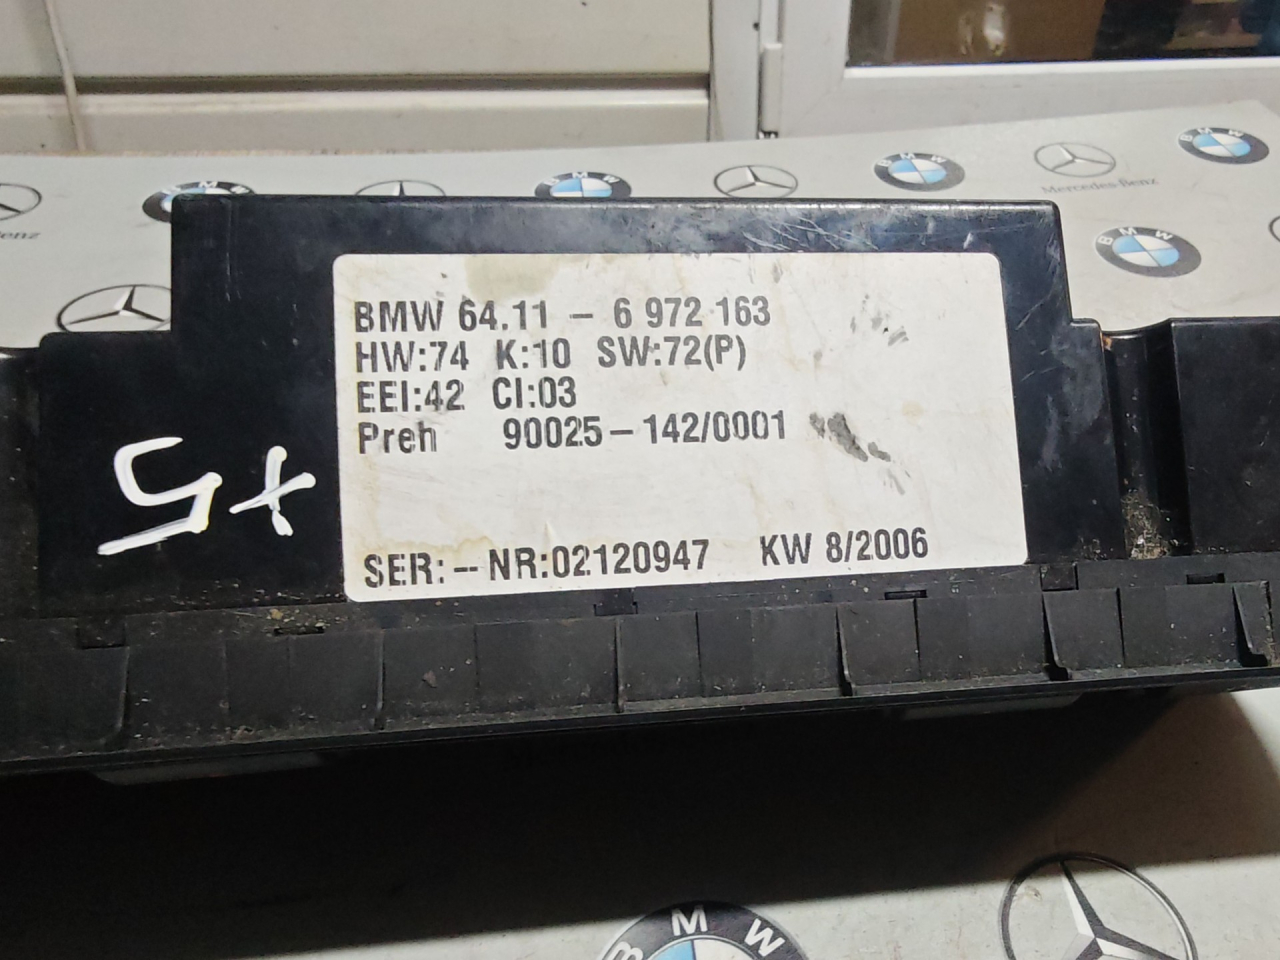 BMW
BMW
BMW
Mercedes-Benz
BMW
enz
BMW 64.11 - 6 972 163
HW:74 K:10 SW:72(P)
EEI:42 CI:03
Preh 90025-142/0001
SER:-- NR:02120947 KW 8/2006
BMW